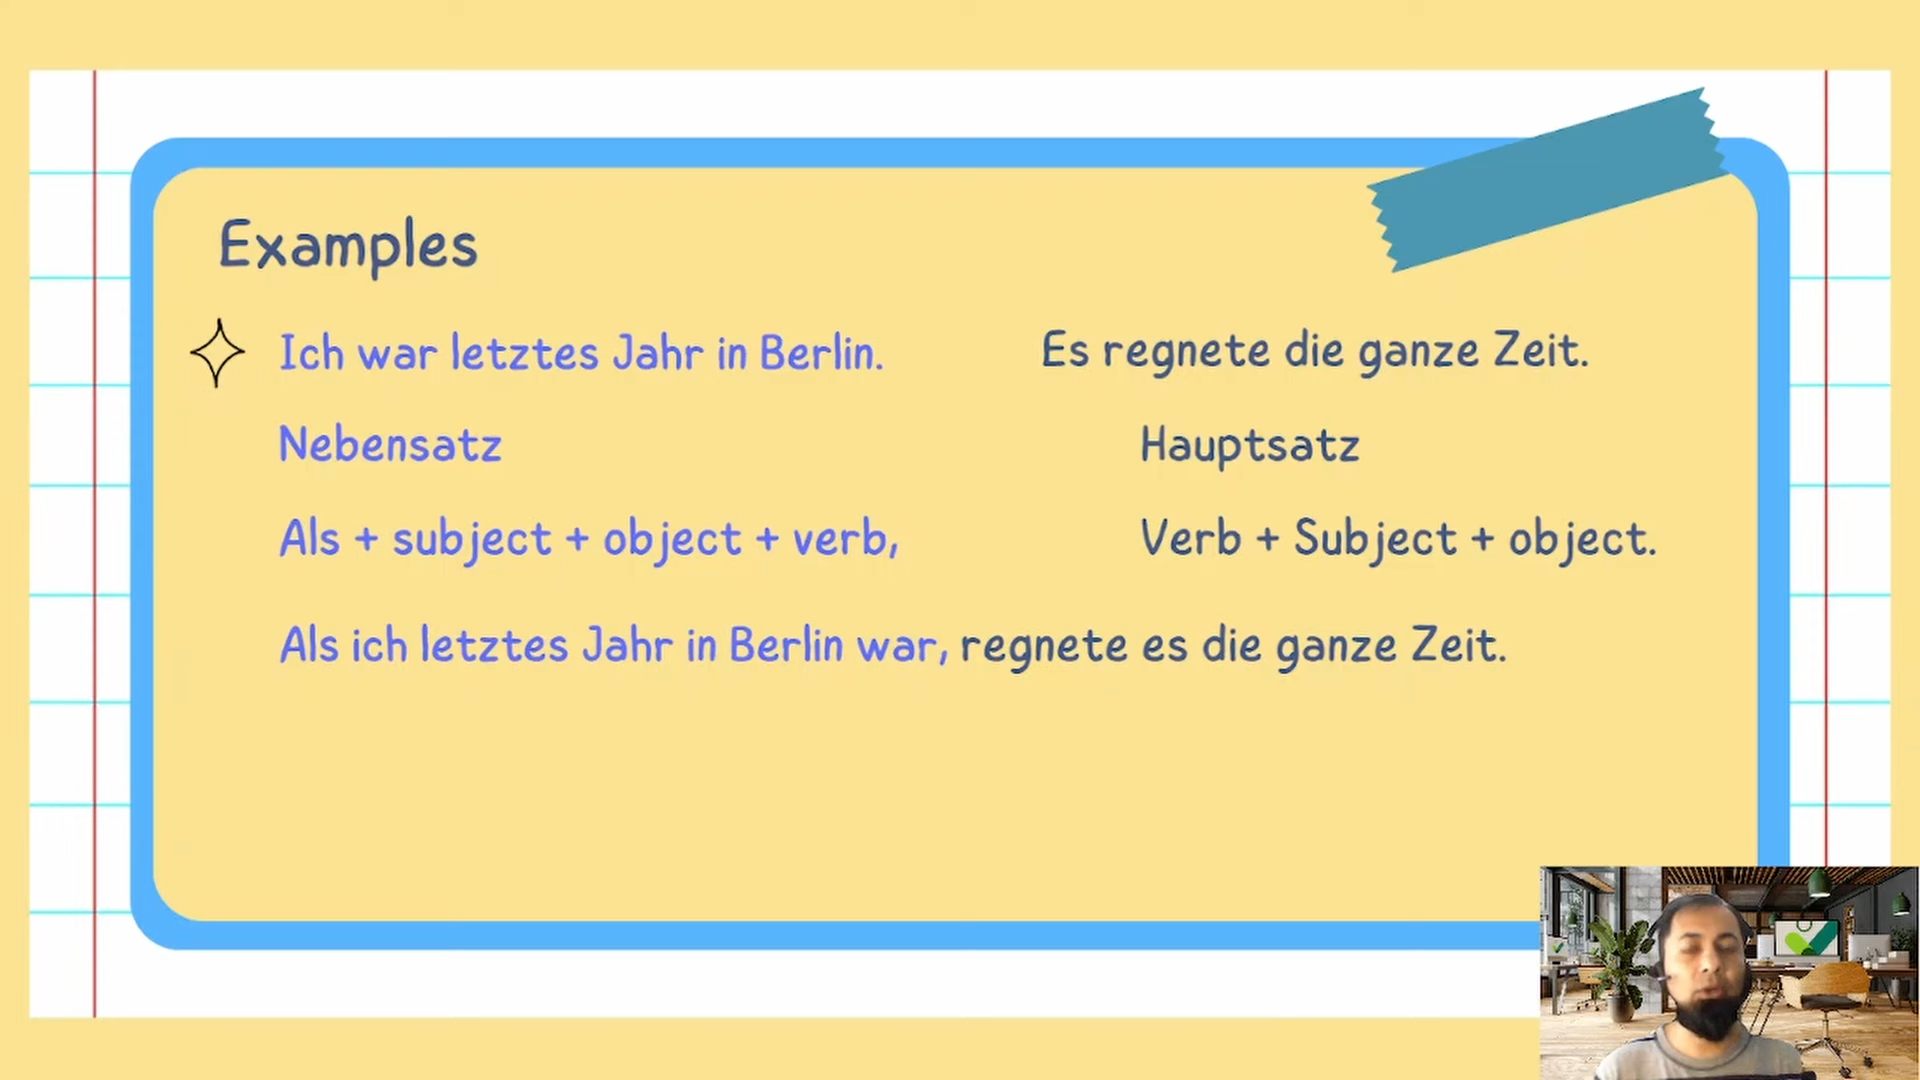 Examples
Ich war letztes Jahr in Berlin. Es regnete die ganze Zeit.
Nebensatz Hauptsatz
Als + subject + object + verb, Verb + Subject + object.
Als ich letztes Jahr in Berlin war, regnete es die ganze Zeit.